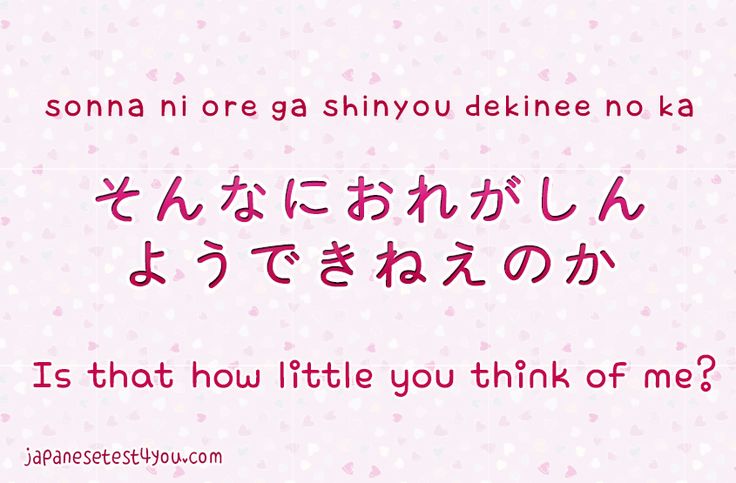 sonna ni ore ga shinyou dekinee no ka
そんなにおれがしん
ようできねえのか
Is that how little you think of me?
japanesetest4you.com